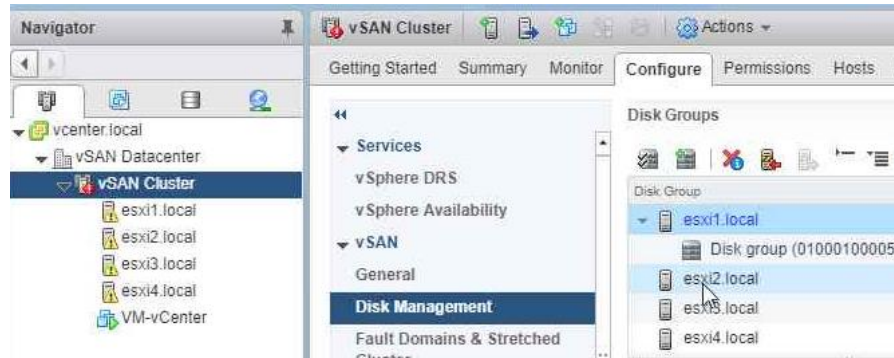 Navigator
vSAN Cluster
Actions
Getting Started Summary Monitor Configure Permissions Hosts
vcenter.local
vSAN Datacenter
vSAN Cluster
esxi1.local
esxi2.local
esxi3.local
esxi4.local
VM-vCenter
Services
vSphere DRS
vSphere Availability
vSAN
General
Disk Management
Fault Domains & Stretched
Cluster
Disk Groups
Disk Group
esxi1.local
Disk group (01000100005
esxi2.local
esxi3.local
esxi4.local